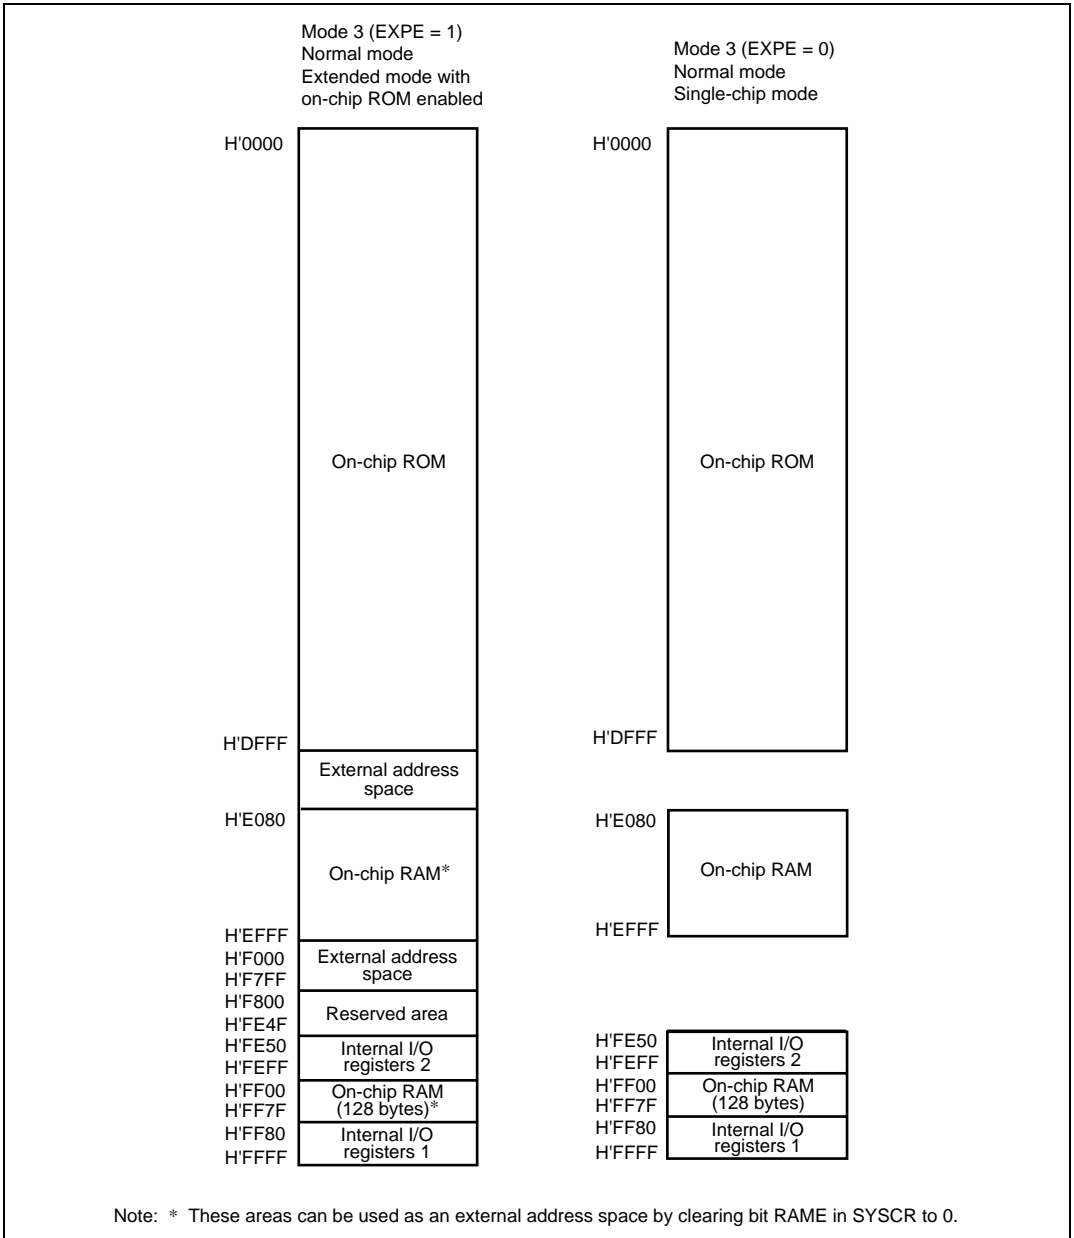 Mode 3 (EXPE = 1)
Normal mode
Extended mode with
on-chip ROM enabled
H'0000
On-chip ROM
H'DFFF
External address
space
H'E080
On-chip RAM*
H'EFFF
H'F000
External address
space
H'F7FF
H'F800
Reserved area
H'FE4F
H'FE50
Internal I/O
registers 2
H'FEFF
H'FF00
On-chip RAM
(128 bytes)*
H'FF7F
H'FF80
Internal I/O
registers 1
H'FFFF
Mode 3 (EXPE = 0)
Normal mode
Single-chip mode
H'0000
On-chip ROM
H'DFFF
H'E080
On-chip RAM
H'EFFF
H'FE50
Internal I/O
registers 2
H'FEFF
H'FF00
On-chip RAM
(128 bytes)
H'FF7F
H'FF80
Internal I/O
registers 1
H'FFFF
Note: * These areas can be used as an external address space by clearing bit RAME in SYSCR to 0.